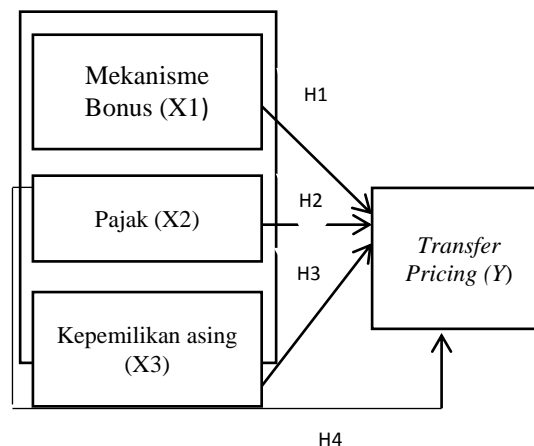 Mekanisme
Bonus (X1)
H1
Pajak (X2)
H2
Transfer
Pricing (Y)
H3
Kepemilikan asing
(X3)
H4